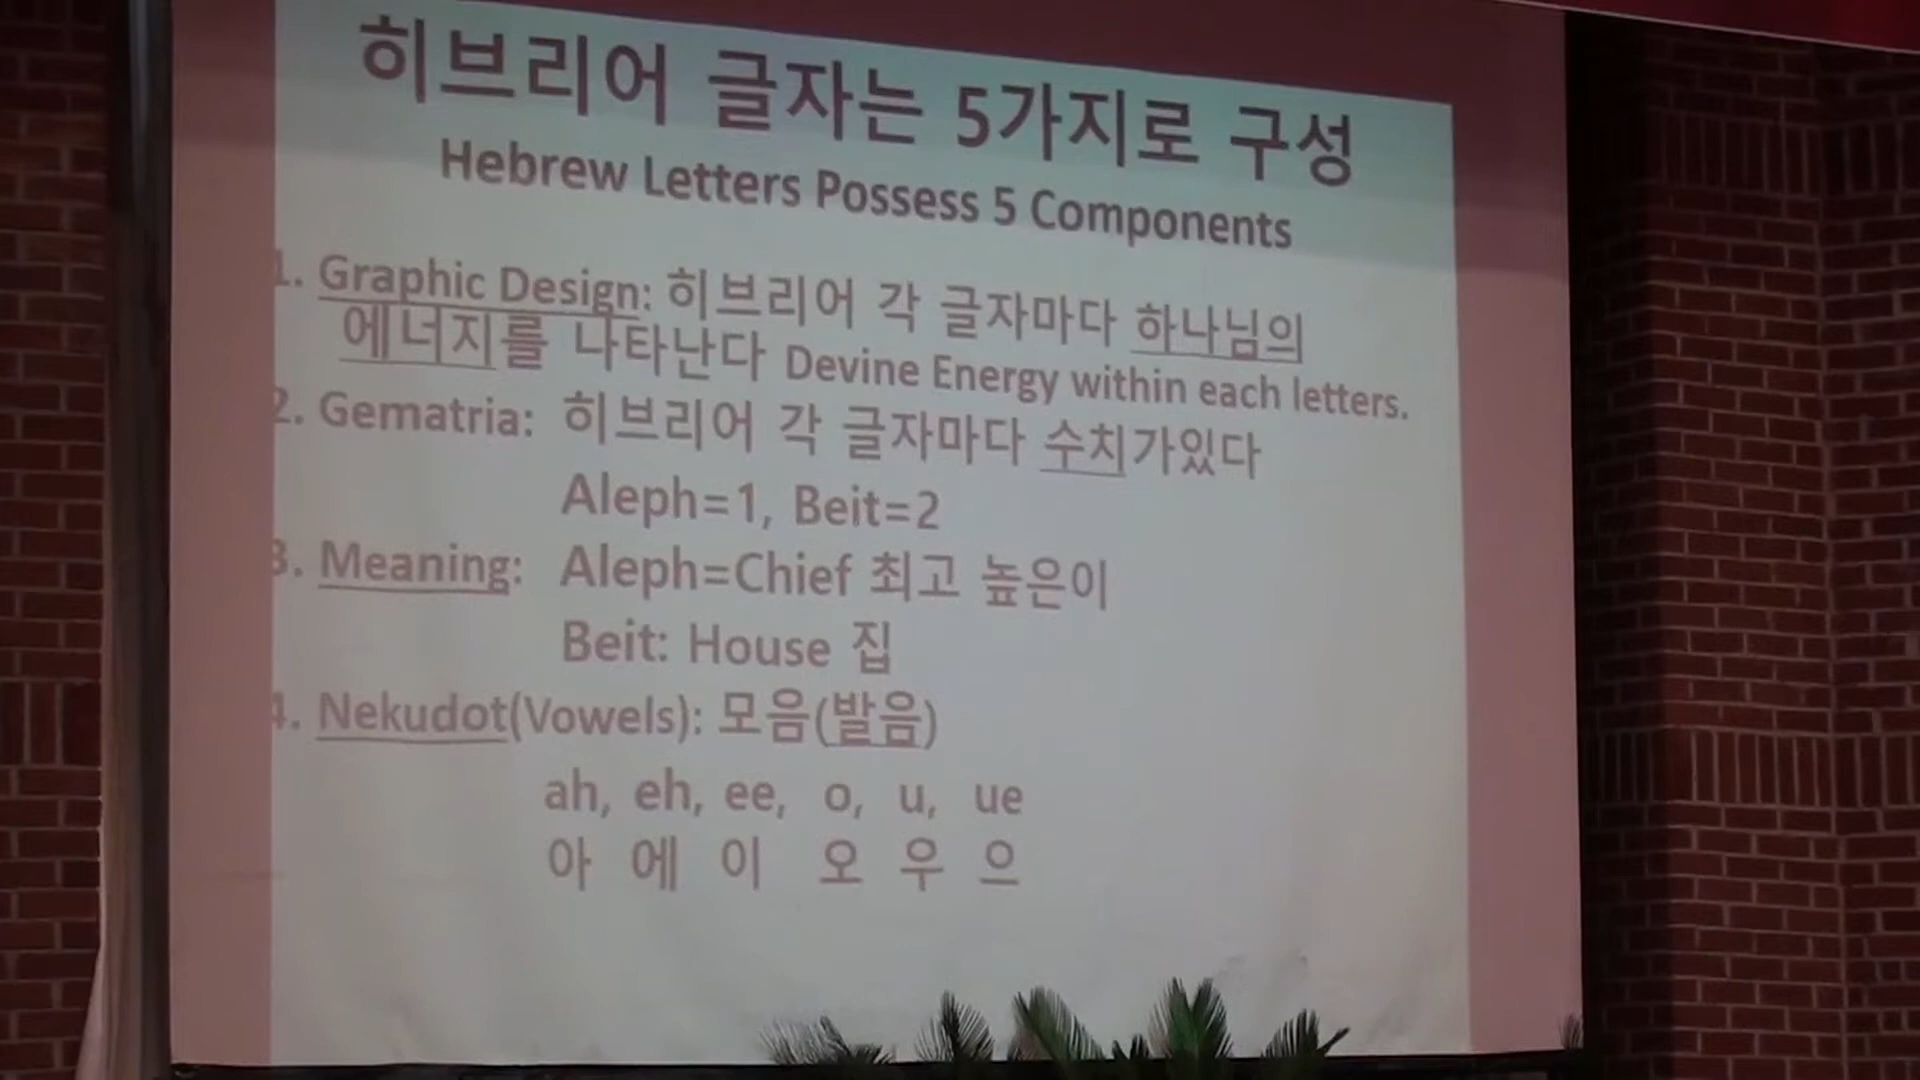 히브리어 글자는 5가지로 구성
Hebrew Letters Possess 5 Components
1. Graphic Design: 히브리어 각 글자마다 하나님의
에너지를 나타난다 Devine Energy within each letters.
2. Gematria: 히브리어 각 글자마다 수치가있다
Aleph=1, Beit=2
3. Meaning: Aleph=Chief 최고 높은이
Beit: House 집
4. Nekudot(Vowels): 모음(발음)
ah, eh, ee, o, u, ue
아 에 이 오 우 으